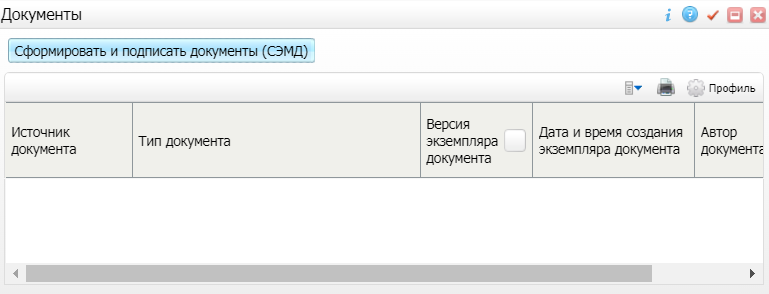 Документы
Сформировать и подписать документы (СЭМД)
Профиль
Источник
документа
Тип документа
Версия
экземпляра
документа
Дата и время создания
экземпляра документа
Автор
документа